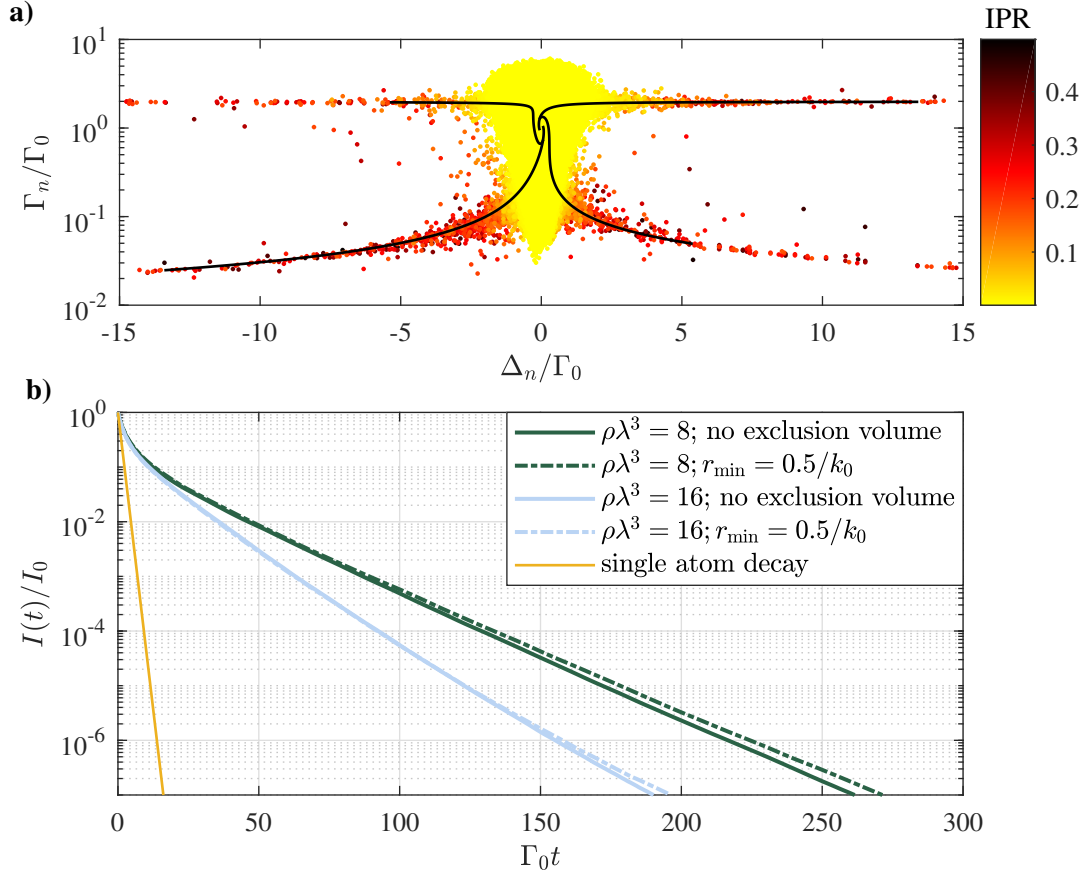 a)
IPR
10^1
10^0
10^-1
10^-2
Γ_n/Γ_0
0.4
0.3
0.2
0.1
-15 -10 -5 0 5 10 15
Δ_n/Γ_0
b)
10^0
10^-2
10^-4
10^-6
I(t)/I_0
ρλ^3 = 8; no exclusion volume
ρλ^3 = 8; r_min = 0.5/k_0
ρλ^3 = 16; no exclusion volume
ρλ^3 = 16; r_min = 0.5/k_0
single atom decay
0 50 100 150 200 250 300
Γ_0t